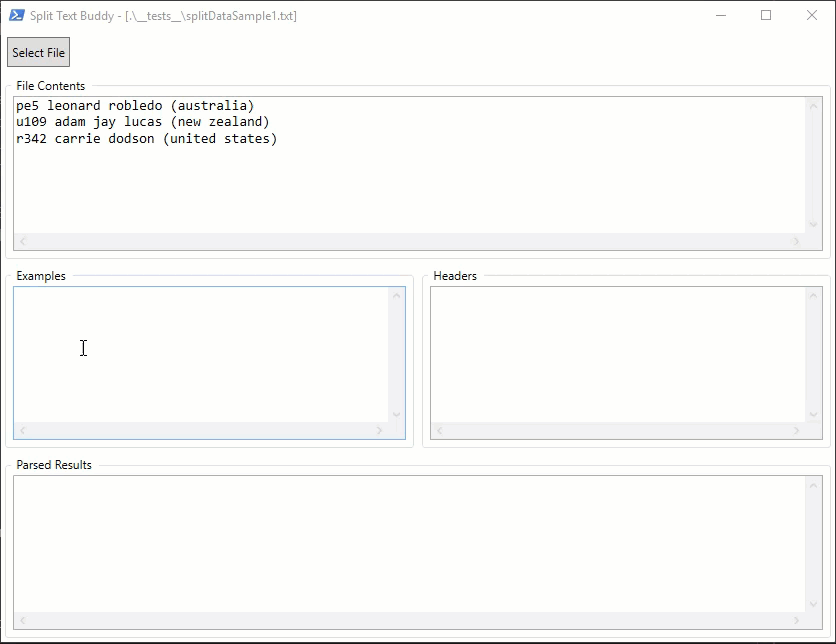 Split Text Buddy - [.\__tests__\splitDataSample1.txt]
Select File
File Contents
pe5 leonard robledo (australia)
u109 adam jay lucas (new zealand)
r342 carrie dodson (united states)
Examples
Headers
Parsed Results